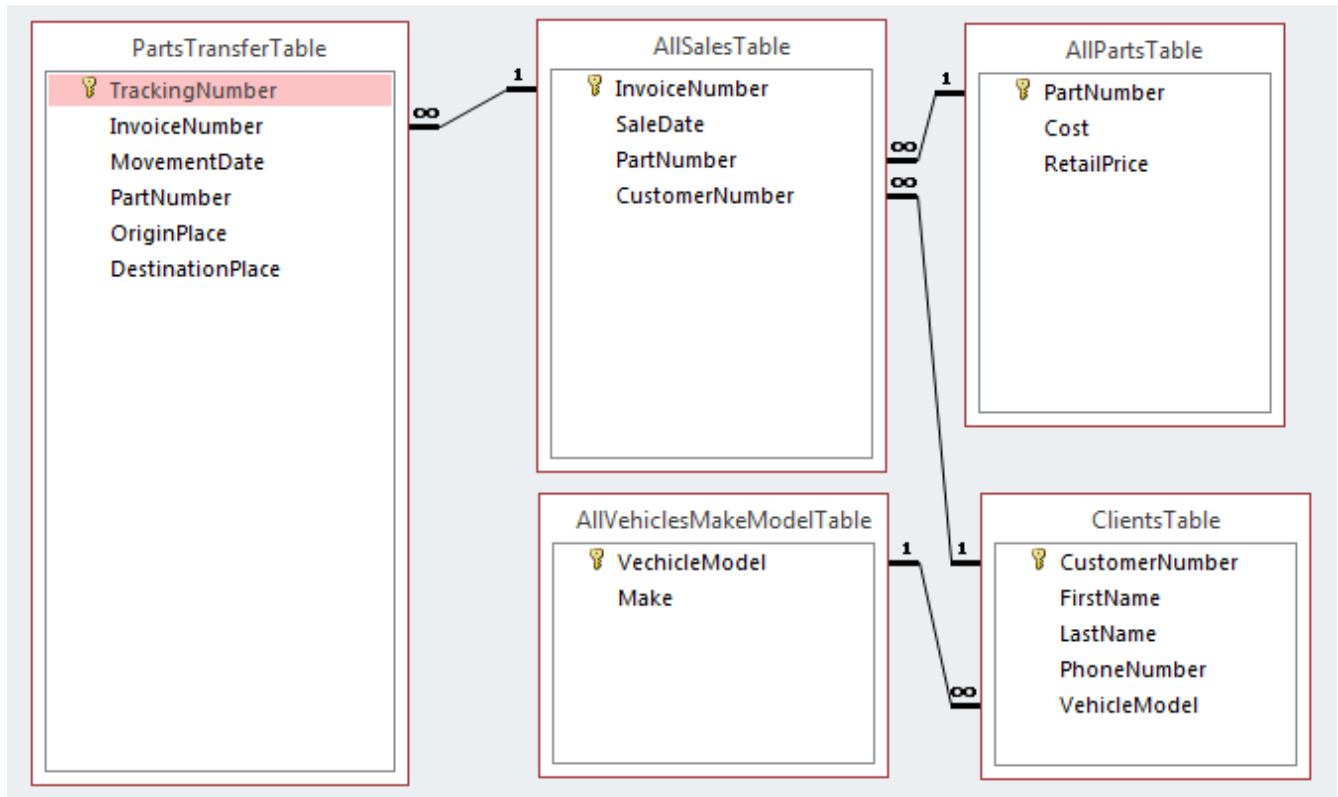 PartsTransferTable
TrackingNumber
InvoiceNumber
MovementDate
PartNumber
OriginPlace
DestinationPlace
∞
1
AllSalesTable
InvoiceNumber
SaleDate
PartNumber
CustomerNumber
∞
∞
1
AllPartsTable
PartNumber
Cost
RetailPrice
AllVehiclesMakeModelTable
VechicleModel
Make
1
1
∞
ClientsTable
CustomerNumber
FirstName
LastName
PhoneNumber
VehicleModel